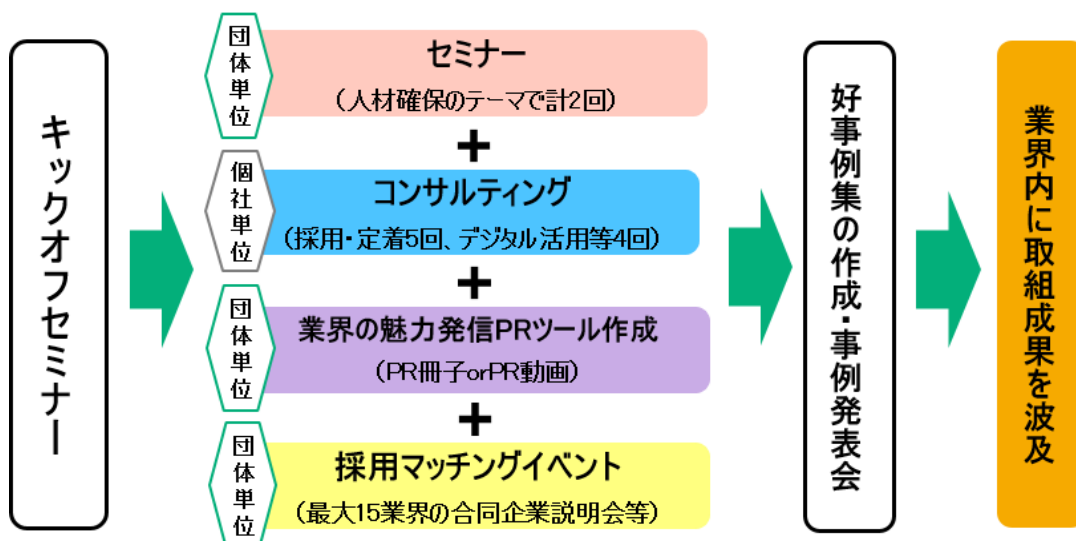 キックオフセミナー
団体単位
セミナー
（人材確保のテーマで計2回）
+
個社単位
コンサルティング
（採用・定着5回、デジタル活用等4回）
+
団体単位
業界の魅力発信PRツール作成
（PR冊子orPR動画）
+
団体単位
採用マッチングイベント
（最大15業界の合同企業説明会等）
好事例集の作成・事例発表会
業界内に取組成果を波及